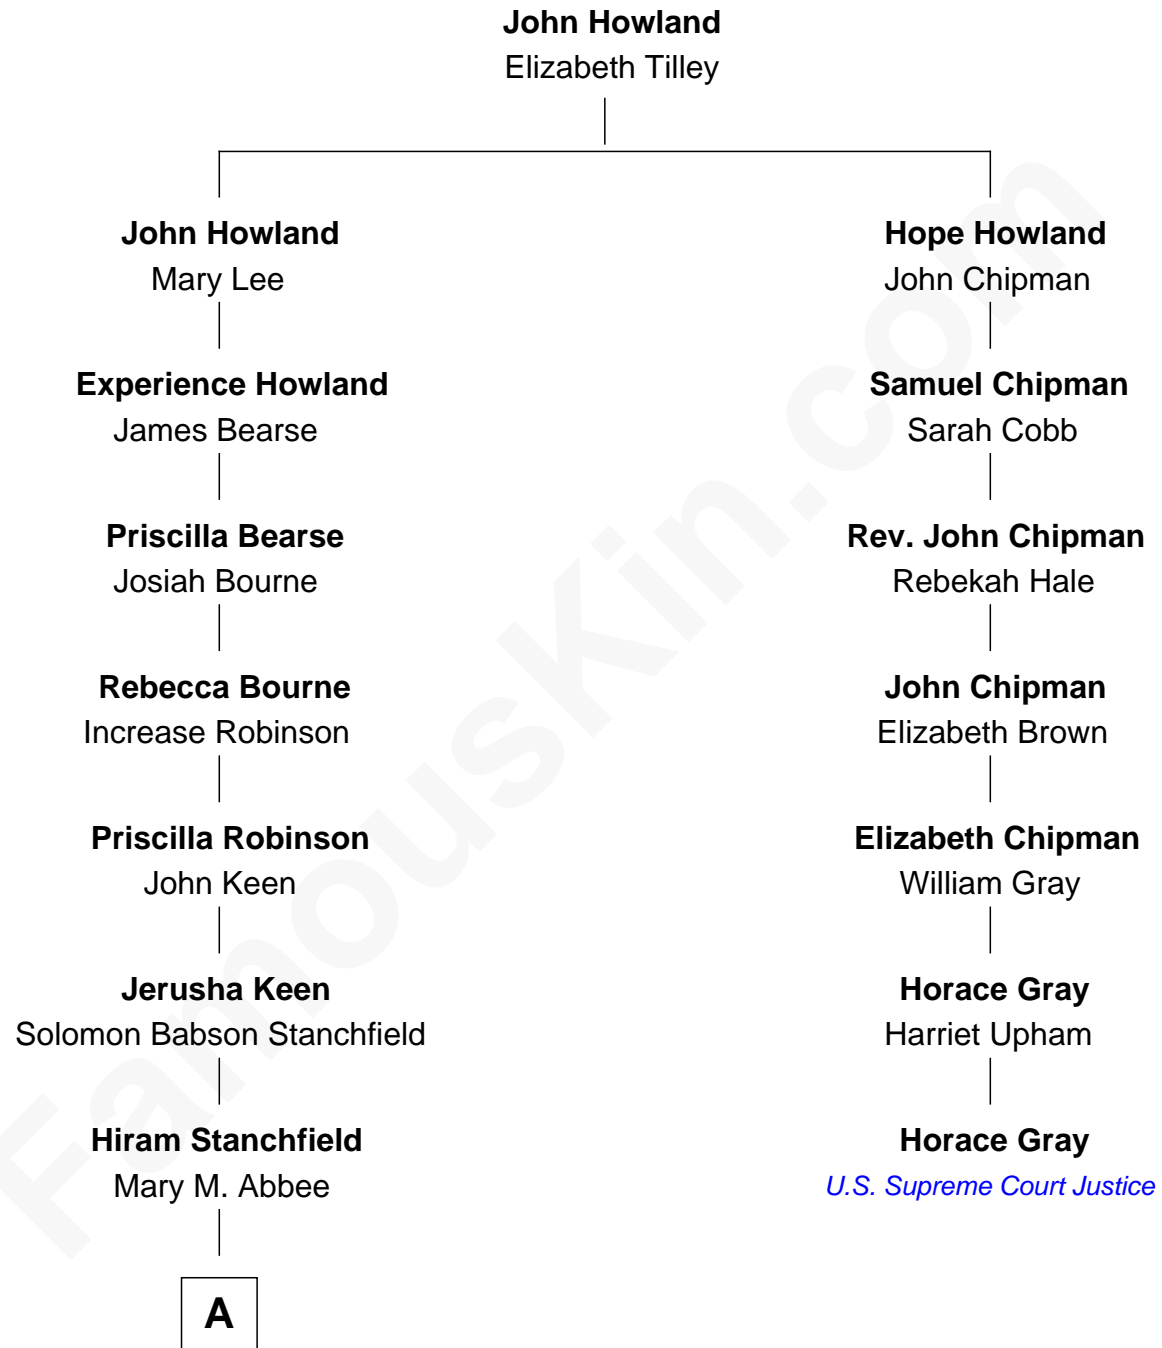 John Howland
Elizabeth Tilley
John Howland
Mary Lee
Hope Howland
John Chipman
Experience Howland
James Bearse
Samuel Chipman
Sarah Cobb
Priscilla Bearse
Josiah Bourne
Rev. John Chipman
Rebekah Hale
Rebecca Bourne
Increase Robinson
John Chipman
Elizabeth Brown
Priscilla Robinson
John Keen
Elizabeth Chipman
William Gray
Jerusha Keen
Solomon Babson Stanchfield
Horace Gray
Harriet Upham
Hiram Stanchfield
Mary M. Abbee
Horace Gray
U.S. Supreme Court Justice
A
FamousKin.com